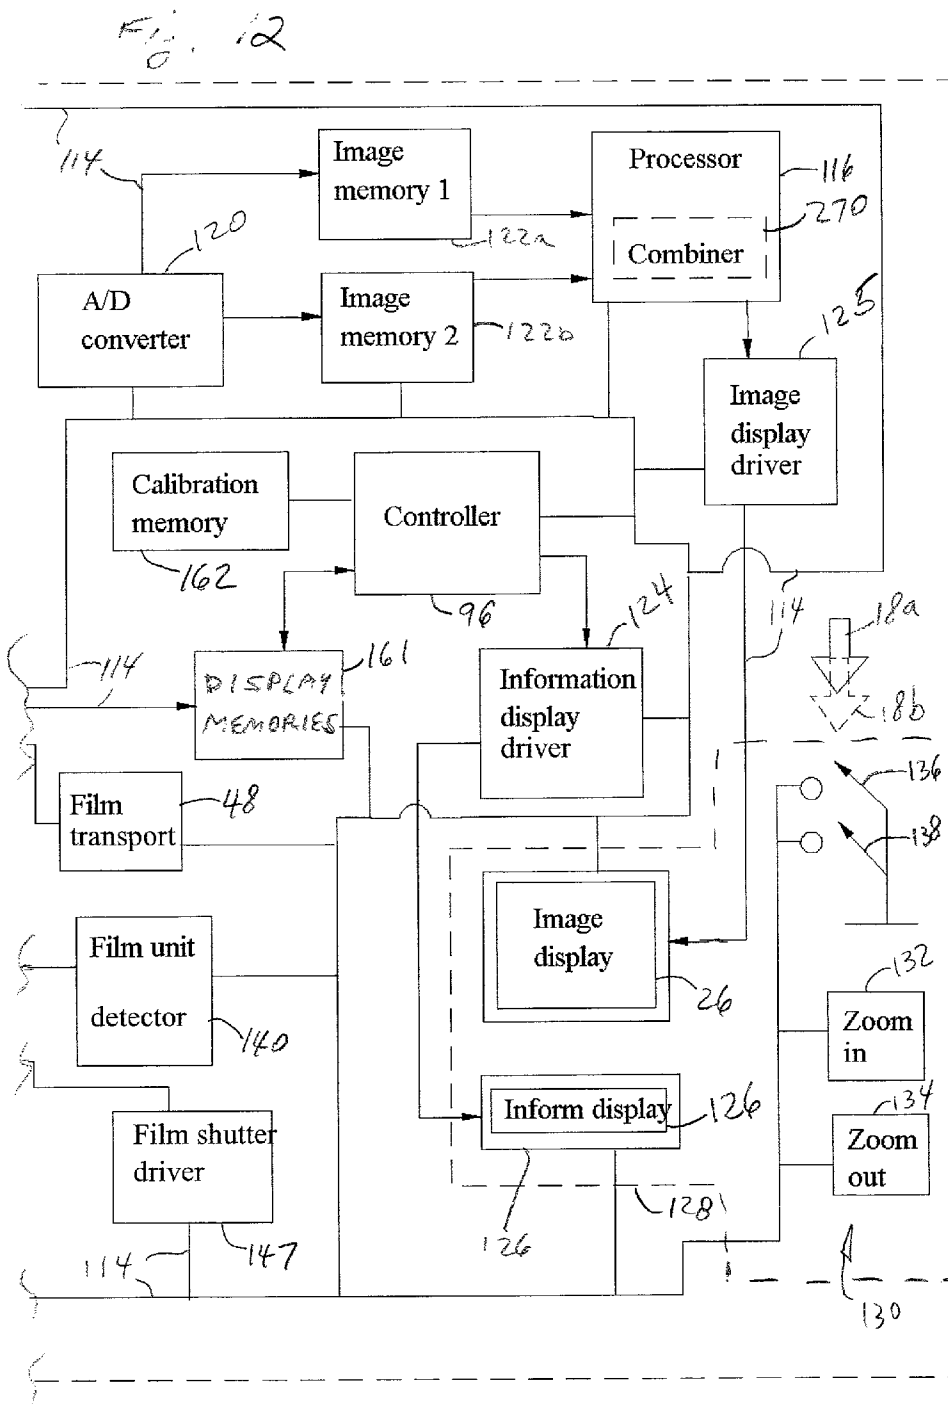 Fig. 12
114
Image
memory 1
122a
Processor
116
270
Combiner
120
A/D
converter
Image
memory 2
122b
125
Image
display
driver
Calibration
memory
162
Controller
96
124
114
18a
18b
114
DISPLAY
MEMORIES
161
Information
display
driver
Film
transport
48
136
138
Film unit
detector
140
Image
display
26
132
Zoom
in
134
Zoom
out
Inform display
126
126
128
Film shutter
driver
147
114
130